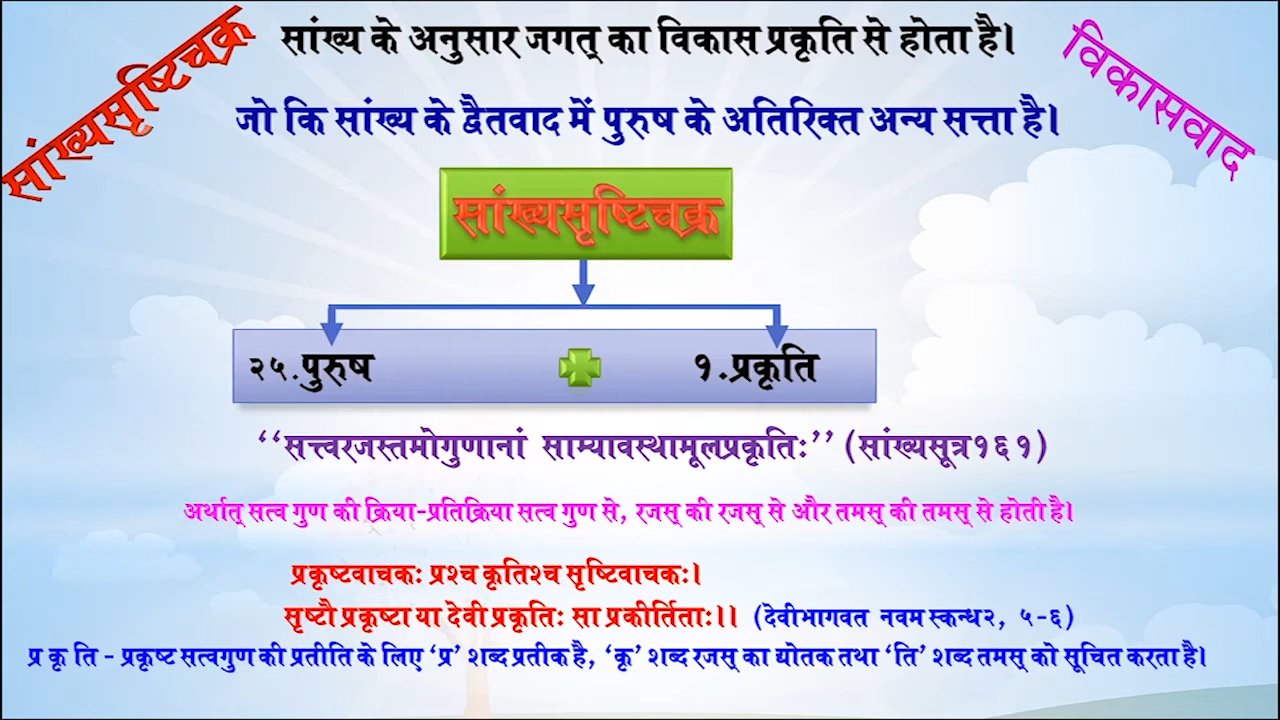 सांख्यसृष्टिचक्र
सांख्य के अनुसार जगत् का विकास प्रकृति से होता है।
विकासवाद
जो कि सांख्य के द्वैतवाद में पुरुष के अतिरिक्त अन्य सत्ता है।
सांख्यसृष्टिचक्र
२५.पुरुष
१.प्रकृति
‘‘सत्त्वरजस्तमोगुणानां साम्यावस्थामूलप्रकृतिः’’ (सांख्यसूत्र१६१)
अर्थात् सत्व गुण की क्रिया-प्रतिक्रिया सत्व गुण से, रजस् की रजस् से और तमस् की तमस् से होती है।
प्रकृष्टवाचकः प्रश्च कृतिश्च सृष्टिवाचकः।
सृष्टौ प्रकृष्टा या देवी प्रकृतिः सा प्रकीर्तिताः।। (देवीभागवत नवम स्कन्ध२, ५-६)
प्र कृ ति - प्रकृष्ट सत्वगुण की प्रतीति के लिए ‘प्र’ शब्द प्रतीक है, ‘कृ’ शब्द रजस् का द्योतक तथा ‘ति’ शब्द तमस् को सूचित करता है।